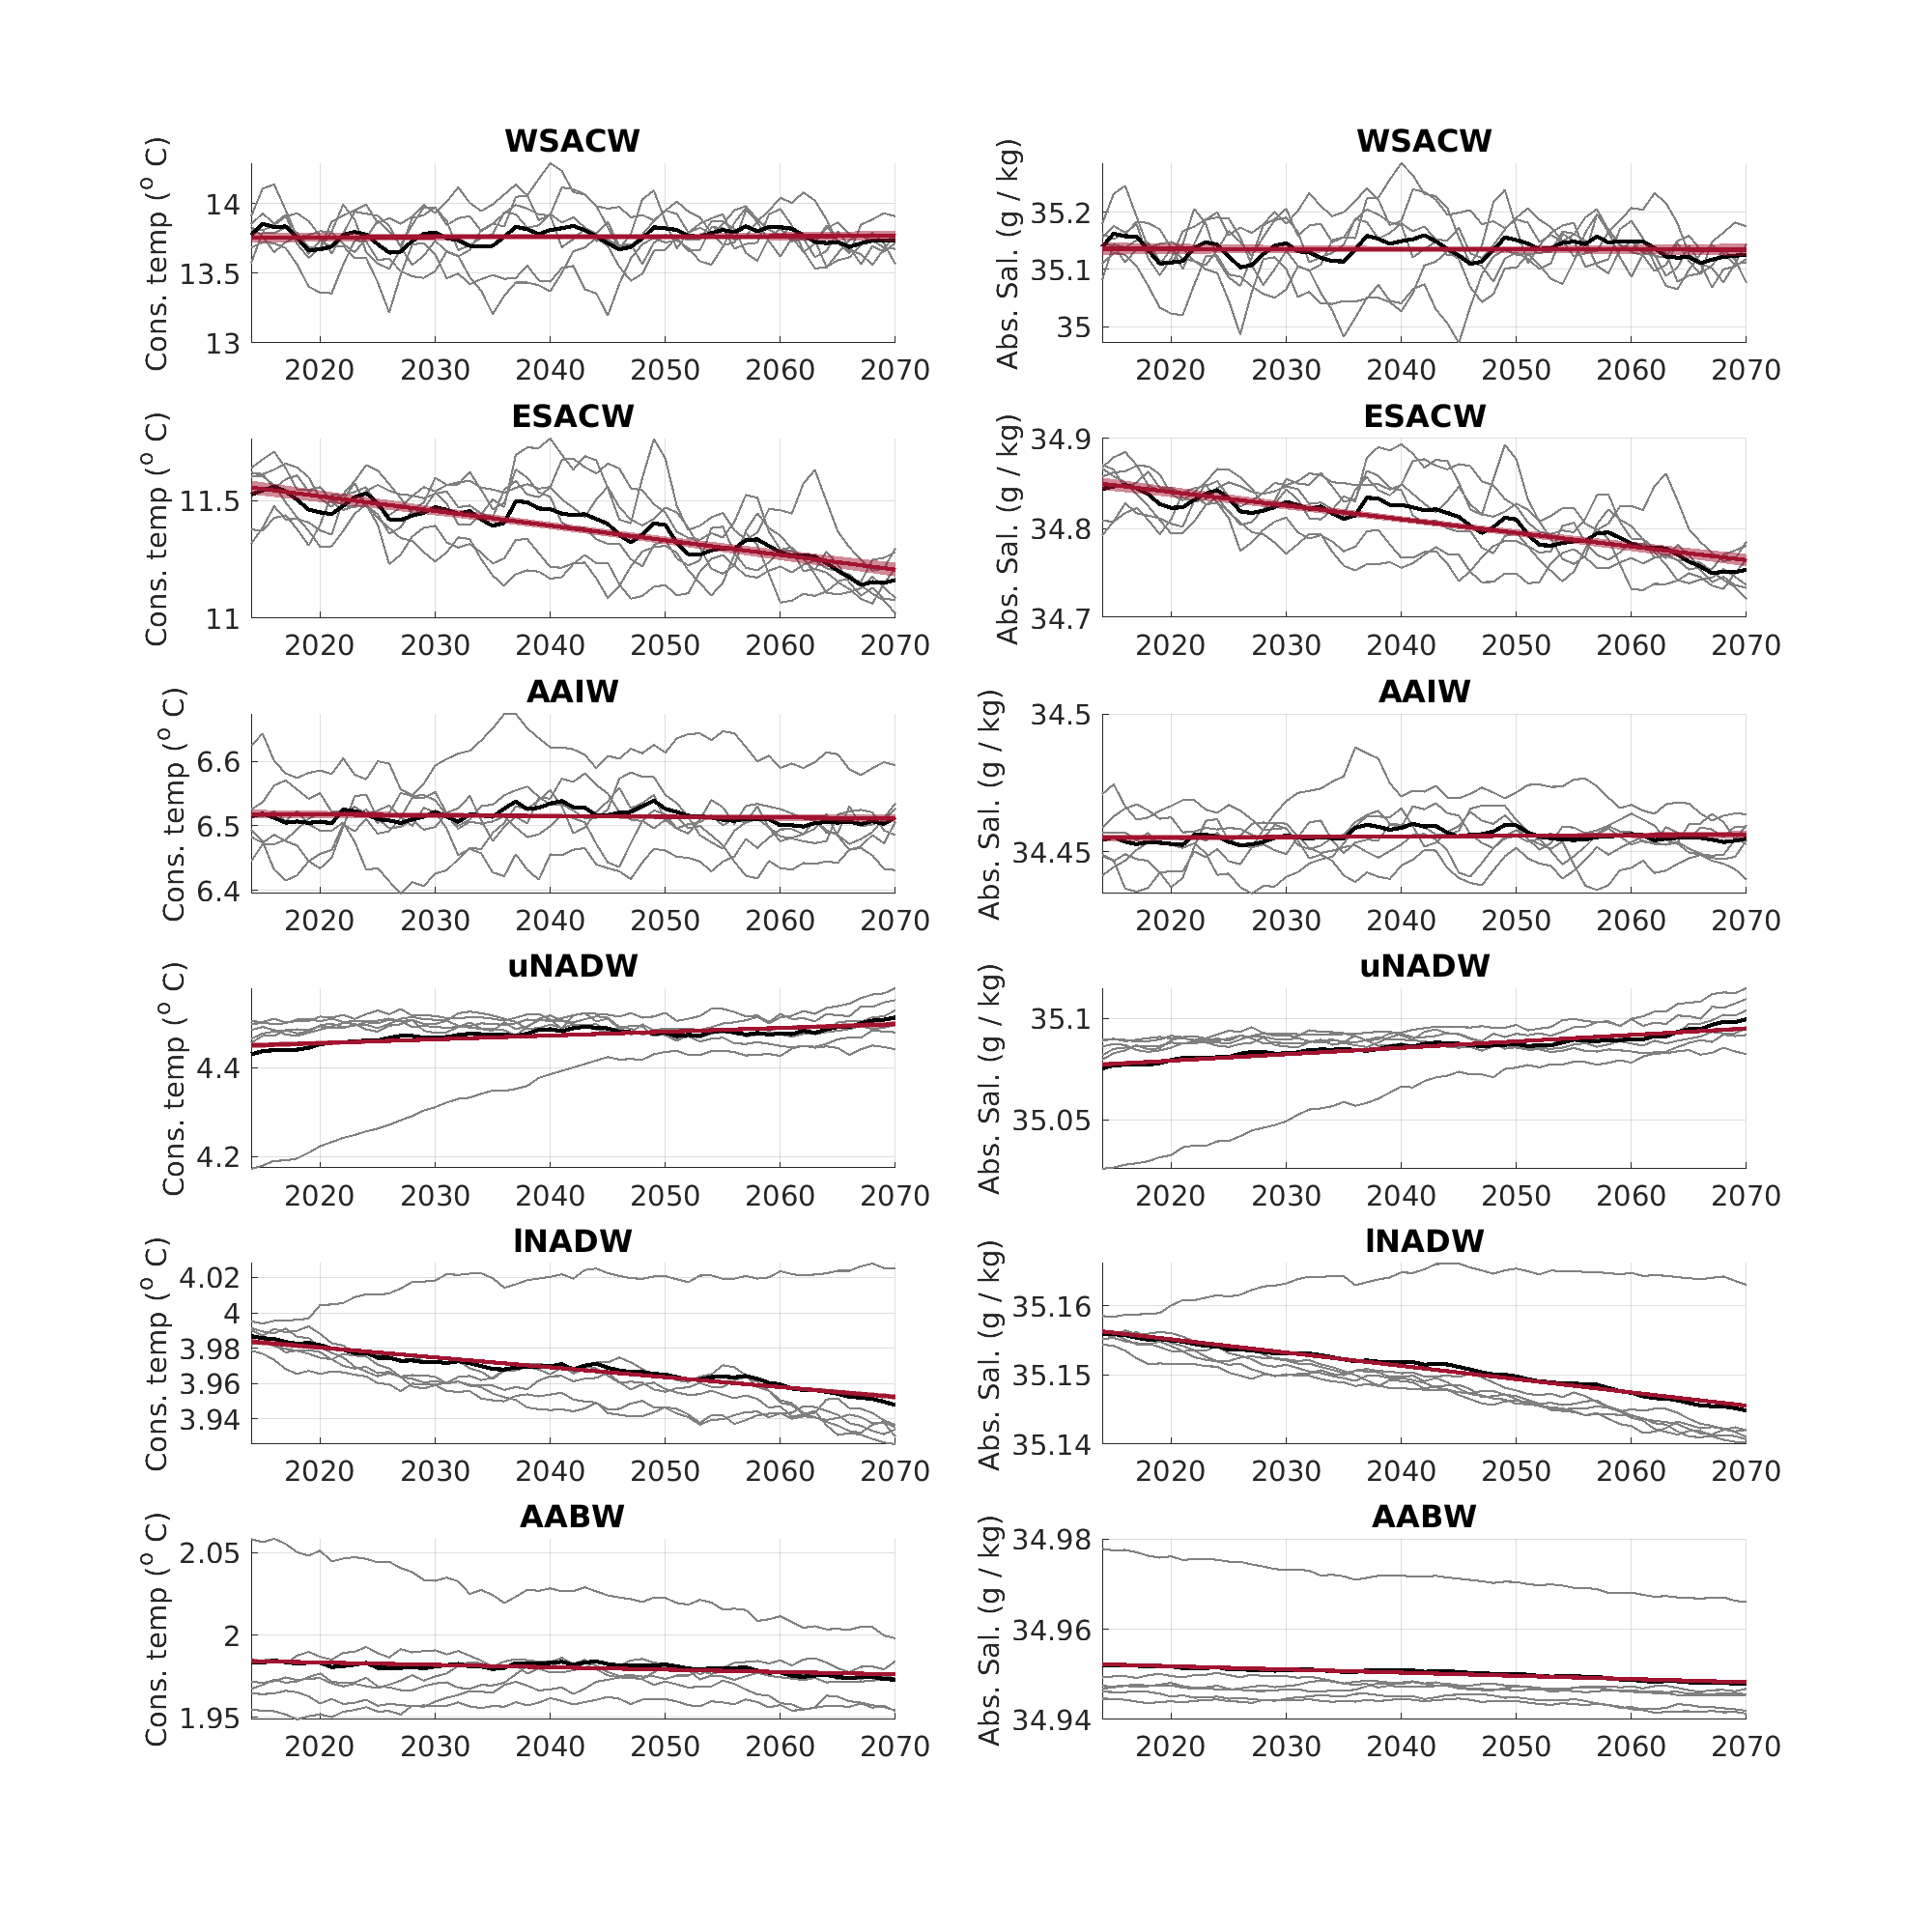 WSACW
Cons. temp (° C)
14
13.5
13
2020 2030 2040 2050 2060 2070
WSACW
Abs. Sal. (g / kg)
35.2
35.1
35
2020 2030 2040 2050 2060 2070
ESACW
Cons. temp (° C)
11.5
11
2020 2030 2040 2050 2060 2070
ESACW
Abs. Sal. (g / kg)
34.9
34.8
34.7
2020 2030 2040 2050 2060 2070
AAIW
Cons. temp (° C)
6.6
6.5
6.4
2020 2030 2040 2050 2060 2070
AAIW
Abs. Sal. (g / kg)
34.5
34.45
2020 2030 2040 2050 2060 2070
uNADW
Cons. temp (° C)
4.4
4.2
2020 2030 2040 2050 2060 2070
uNADW
Abs. Sal. (g / kg)
35.1
35.05
2020 2030 2040 2050 2060 2070
lNADW
Cons. temp (° C)
4.02
4
3.98
3.96
3.94
2020 2030 2040 2050 2060 2070
lNADW
Abs. Sal. (g / kg)
35.16
35.15
35.14
2020 2030 2040 2050 2060 2070
AABW
Cons. temp (° C)
2.05
2
1.95
2020 2030 2040 2050 2060 2070
AABW
Abs. Sal. (g / kg)
34.98
34.96
34.94
2020 2030 2040 2050 2060 2070